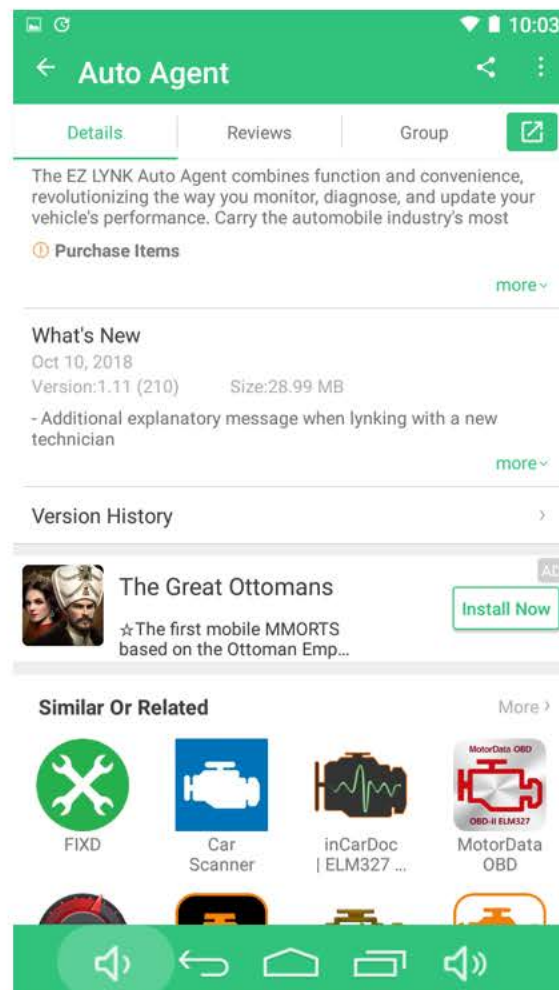 10:03
Auto Agent
Details Reviews Group
The EZ LYNK Auto Agent combines function and convenience,
revolutionizing the way you monitor, diagnose, and update your
vehicle's performance. Carry the automobile industry's most
Purchase Items
more
What's New
Oct 10, 2018
Version:1.11 (210) Size:28.99 MB
- Additional explanatory message when lynking with a new
technician
more
Version History
AD
The Great Ottomans
Install Now
☆The first mobile MMORTS
based on the Ottoman Emp...
Similar Or Related More
MotorData OBD
OBD-II ELM327
FIXD Car inCarDoc MotorData
Scanner | ELM327 ... OBD